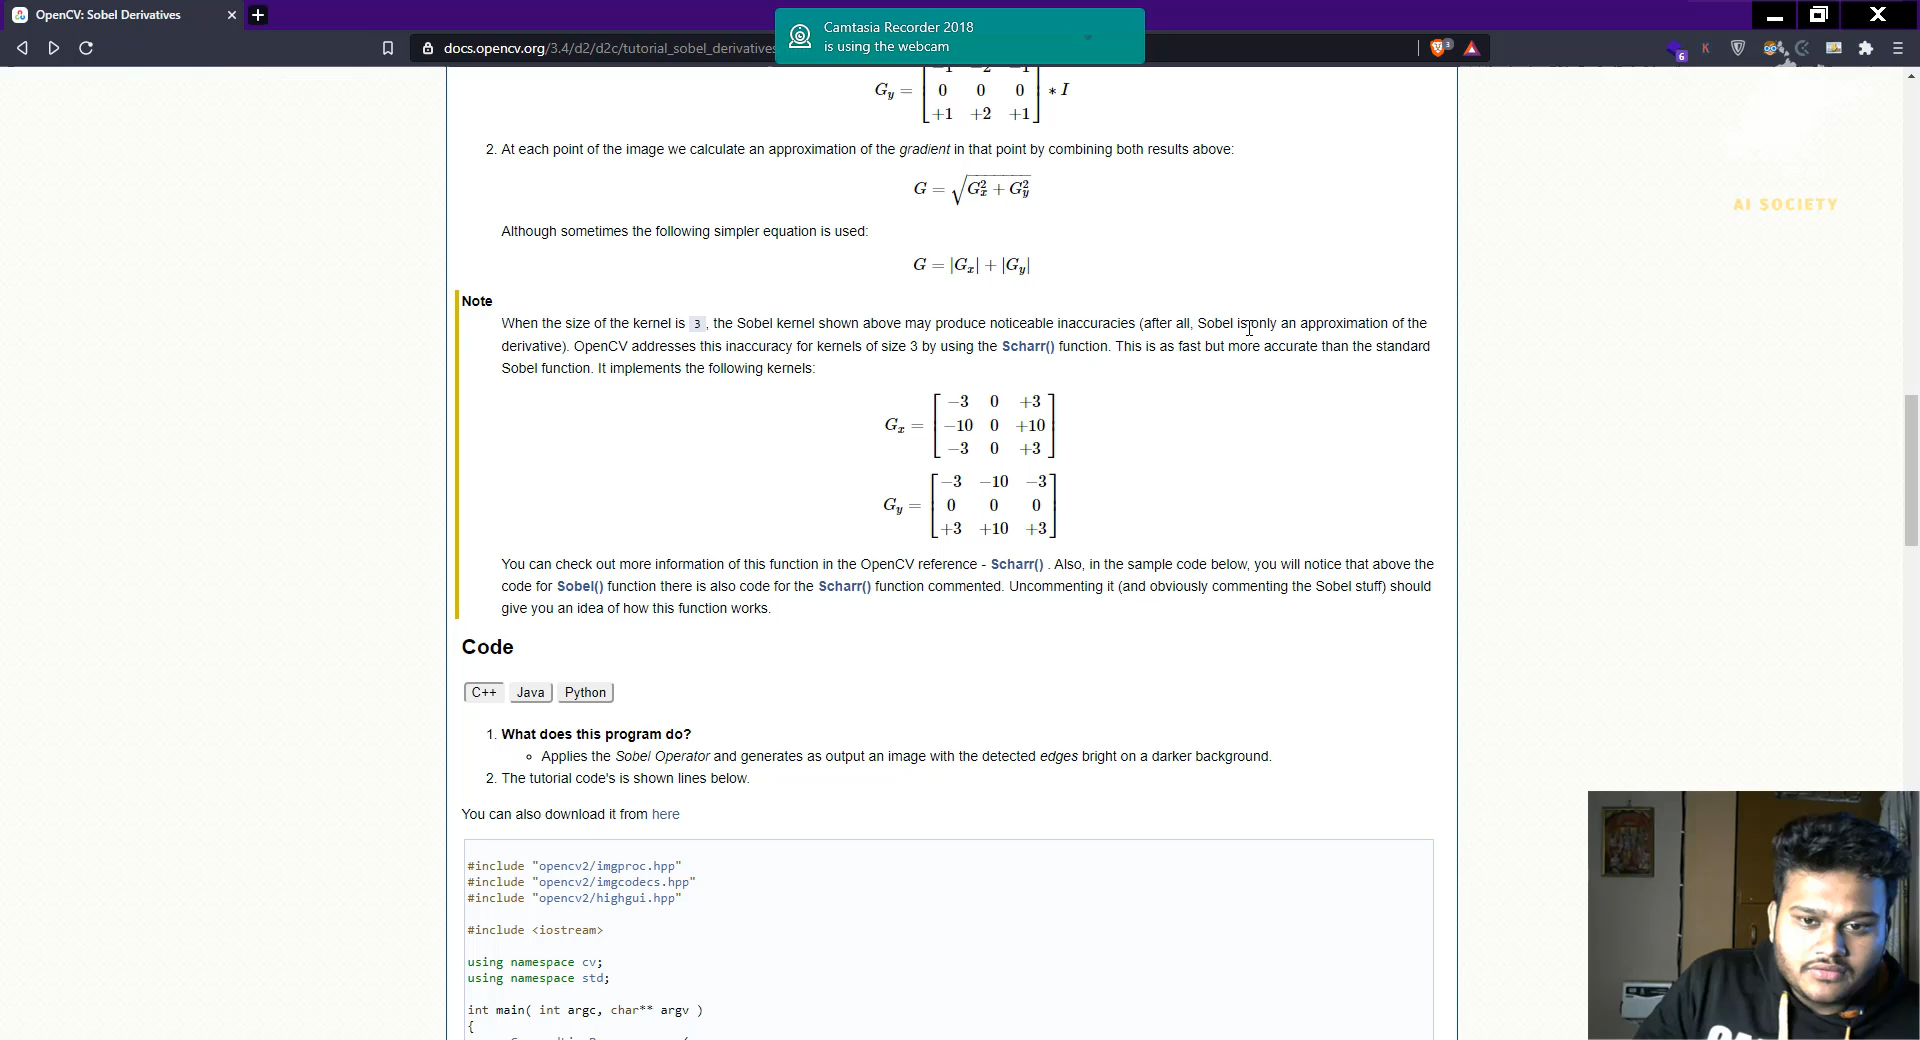 OpenCV: Sobel Derivatives
Camtasia Recorder 2018
is using the webcam
docs.opencv.org/3.4/d2/d2c/tutorial_sobel_derivatives
3
6
K
−1 −2 −1
Gy = 0 0 0 * I
+1 +2 +1
2. At each point of the image we calculate an approximation of the gradient in that point by combining both results above:
G = √Gx² + Gy²
AI SOCIETY
Although sometimes the following simpler equation is used:
G = |Gx| + |Gy|
Note
When the size of the kernel is 3, the Sobel kernel shown above may produce noticeable inaccuracies (after all, Sobel is only an approximation of the
derivative). OpenCV addresses this inaccuracy for kernels of size 3 by using the Scharr() function. This is as fast but more accurate than the standard
Sobel function. It implements the following kernels:
−3 0 +3
Gx = −10 0 +10
−3 0 +3
−3 −10 −3
Gy = 0 0 0
+3 +10 +3
You can check out more information of this function in the OpenCV reference - Scharr() . Also, in the sample code below, you will notice that above the
code for Sobel() function there is also code for the Scharr() function commented. Uncommenting it (and obviously commenting the Sobel stuff) should
give you an idea of how this function works.
Code
C++ Java Python
1. What does this program do?
◦ Applies the Sobel Operator and generates as output an image with the detected edges bright on a darker background.
2. The tutorial code's is shown lines below.
You can also download it from here
#include "opencv2/imgproc.hpp"
#include "opencv2/imgcodecs.hpp"
#include "opencv2/highgui.hpp"
#include <iostream>
using namespace cv;
using namespace std;
int main( int argc, char** argv )
{